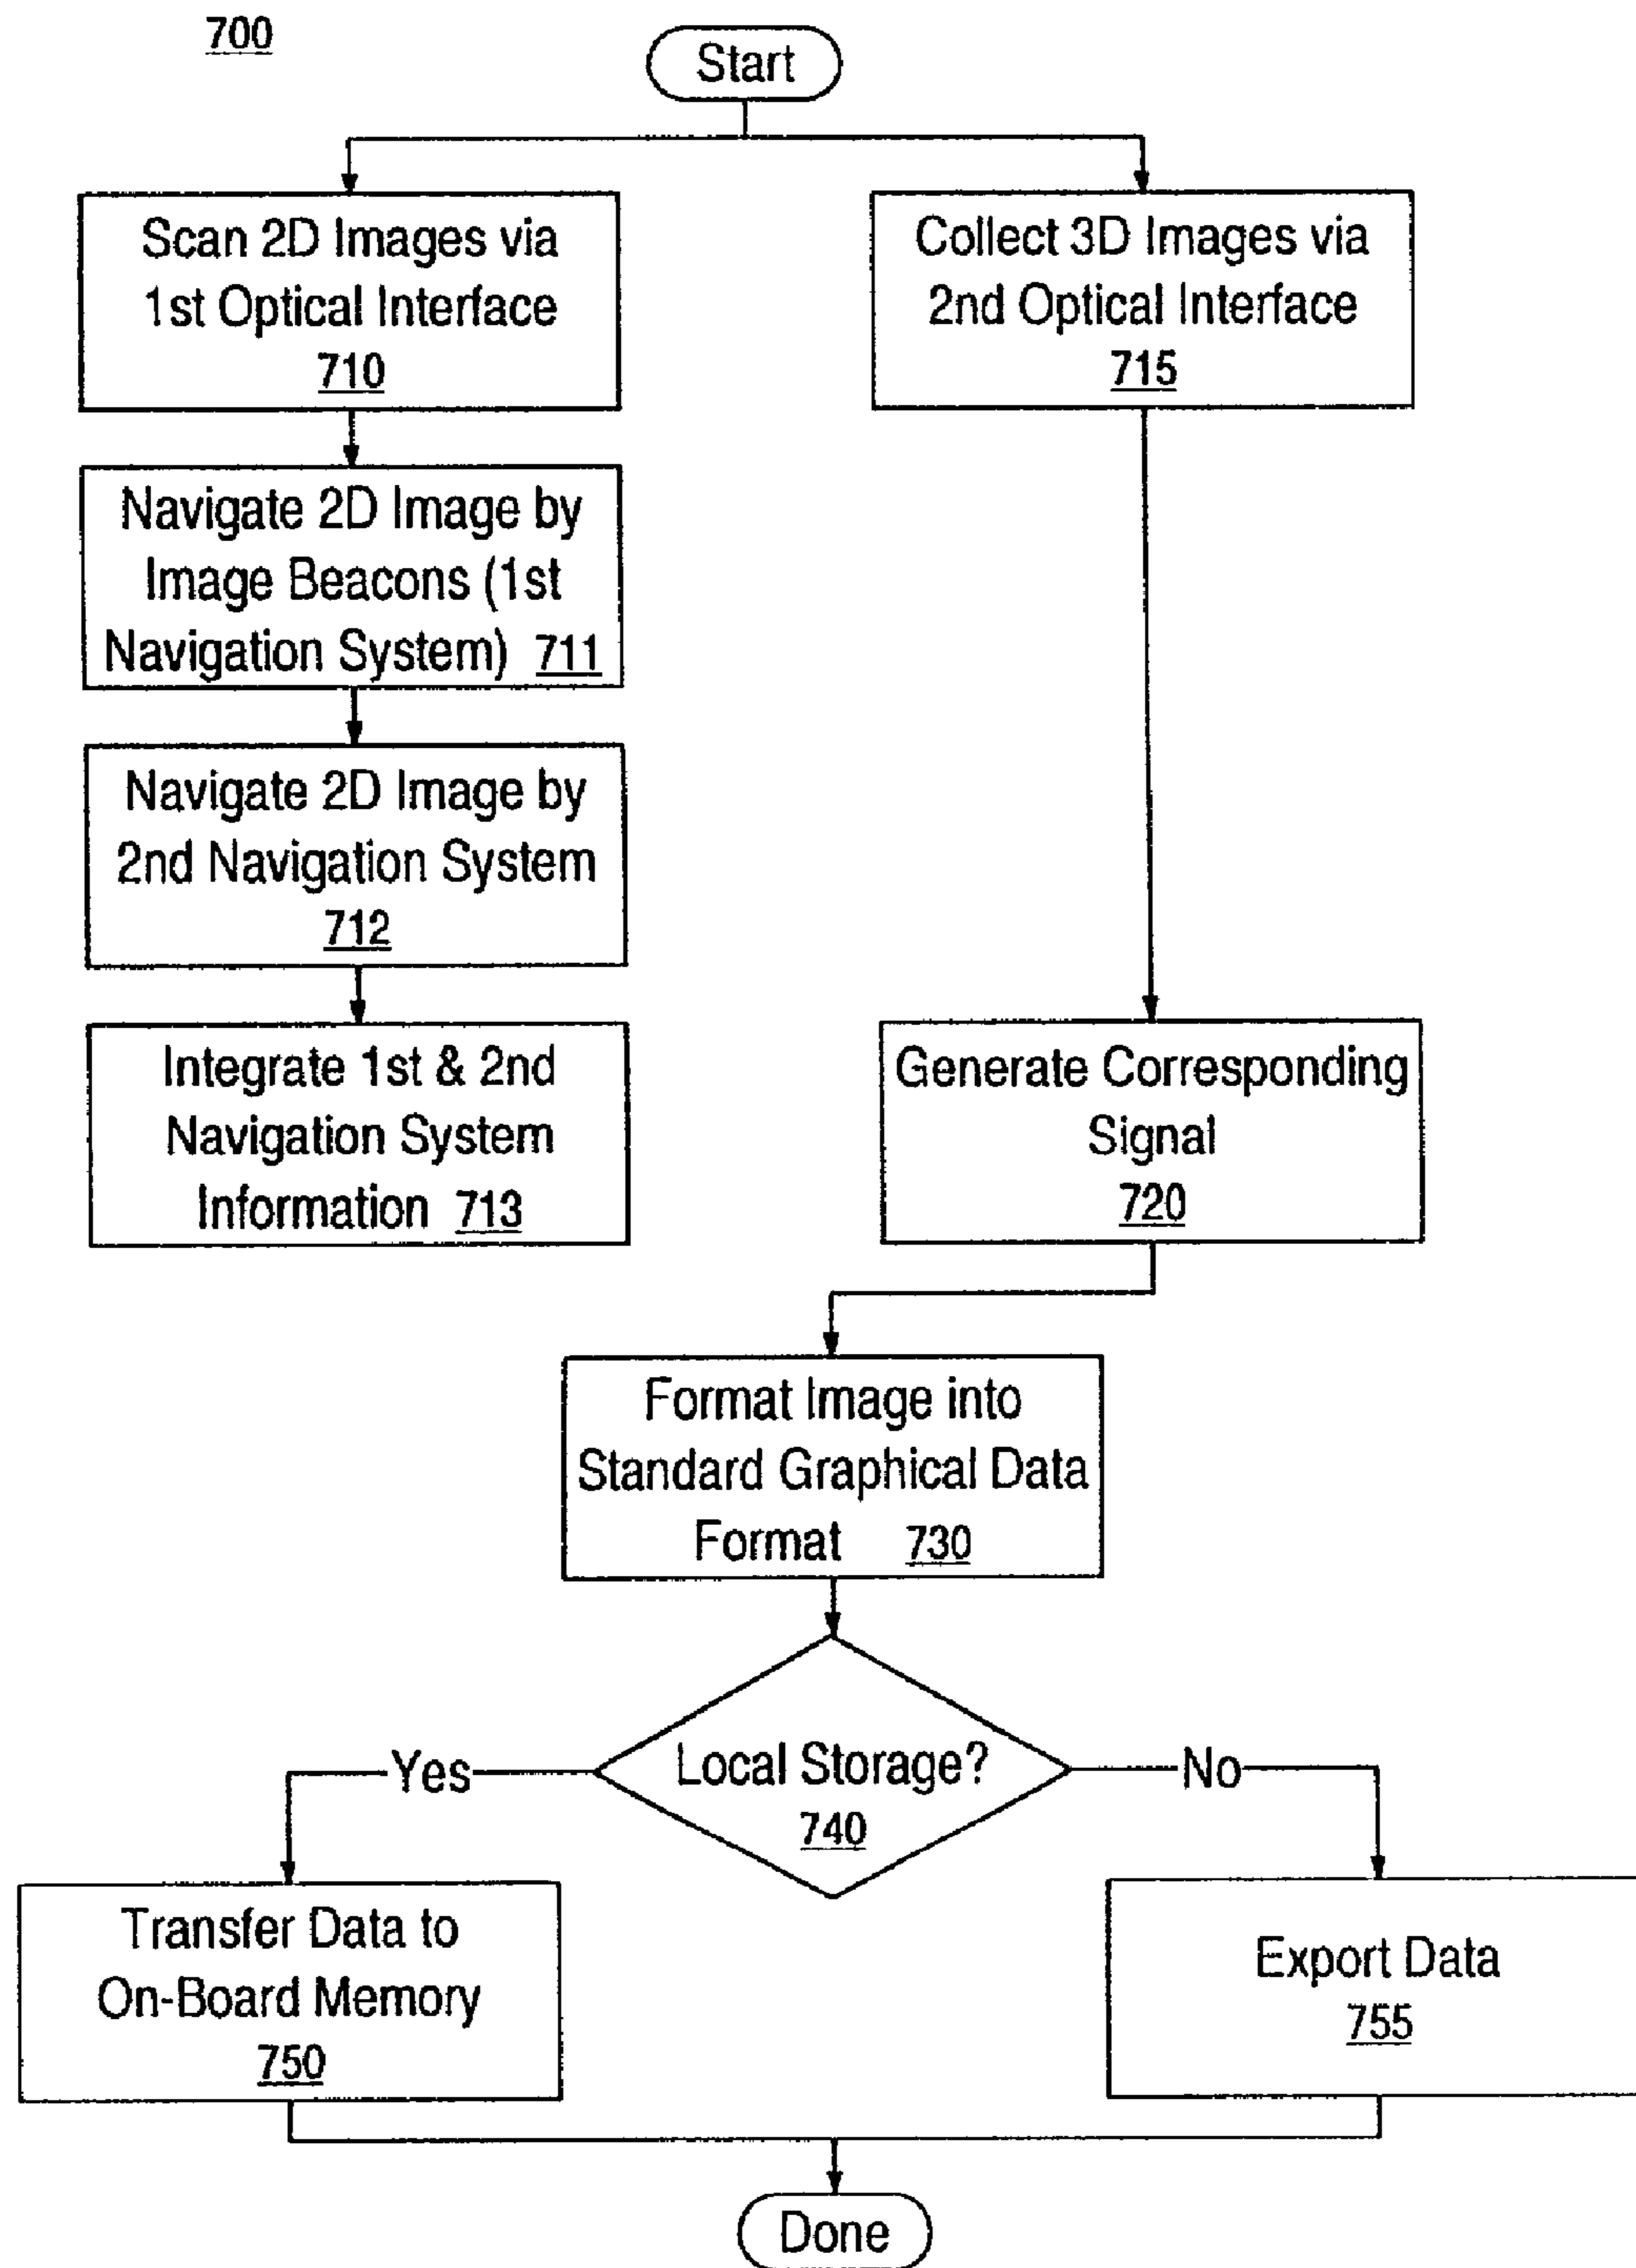 700
Start
Scan 2D Images via
1st Optical Interface
710
Collect 3D Images via
2nd Optical Interface
715
Navigate 2D Image by
Image Beacons (1st
Navigation System) 711
Navigate 2D Image by
2nd Navigation System
712
Integrate 1st & 2nd
Navigation System
Information 713
Generate Corresponding
Signal
720
Format Image into
Standard Graphical Data
Format 730
Local Storage?
740
Yes
No
Transfer Data to
On-Board Memory
750
Export Data
755
Done